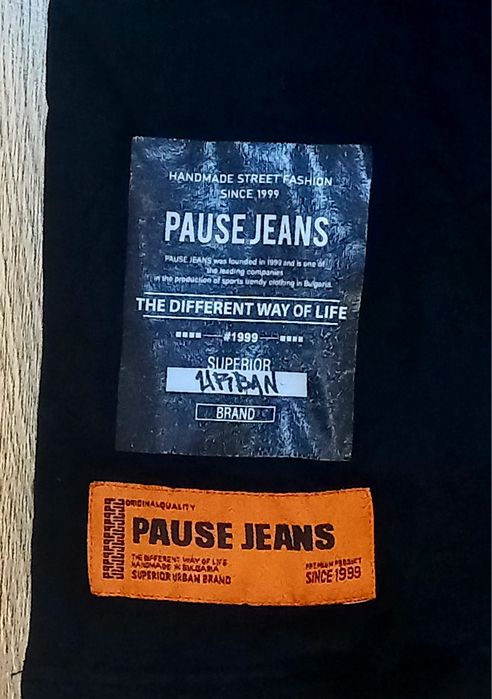 HANDMADE STREET FASHION
SINCE 1999
PAUSE JEANS
PAUSE JEANS was founded in 1999 and is one of
the leading companies
in the production of sports trendy clothing in Bulgaria.
THE DIFFERENT WAY OF LIFE
#1999
SUPERIOR
URBAN
BRAND
ORIGINAL QUALITY
PAUSE JEANS
THE DIFFERENT WAY OF LIFE
HANDMADE IN BULGARIA
SUPERIOR URBAN BRAND
PREMIUM PRODUCT
SINCE 1999